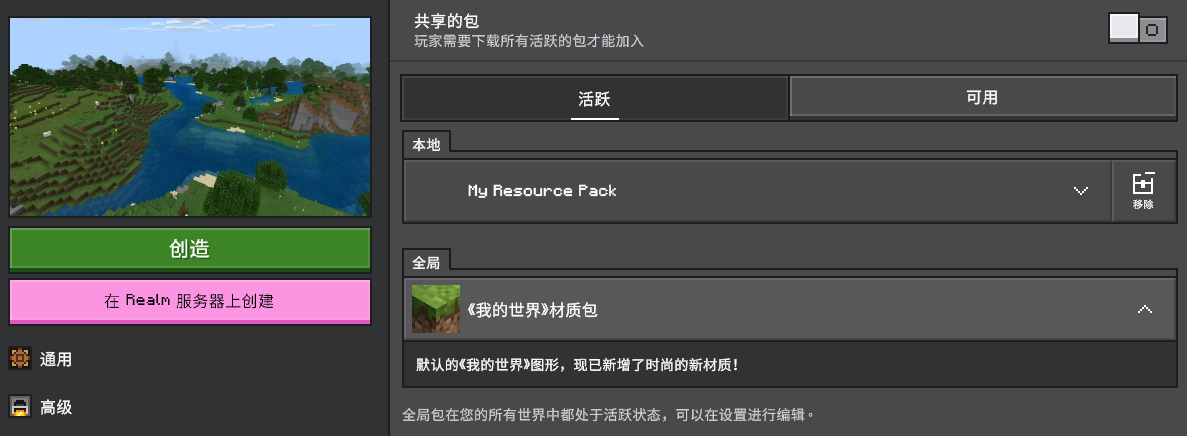 创造
在 Realm 服务器上创建
通用
高级
共享的包
玩家需要下载所有活跃的包才能加入
活跃
可用
本地
My Resource Pack
移除
全局
《我的世界》材质包
默认的《我的世界》图形，现已新增了时尚的新材质！
全局包在您的所有世界中都处于活跃状态，可以在设置进行编辑。